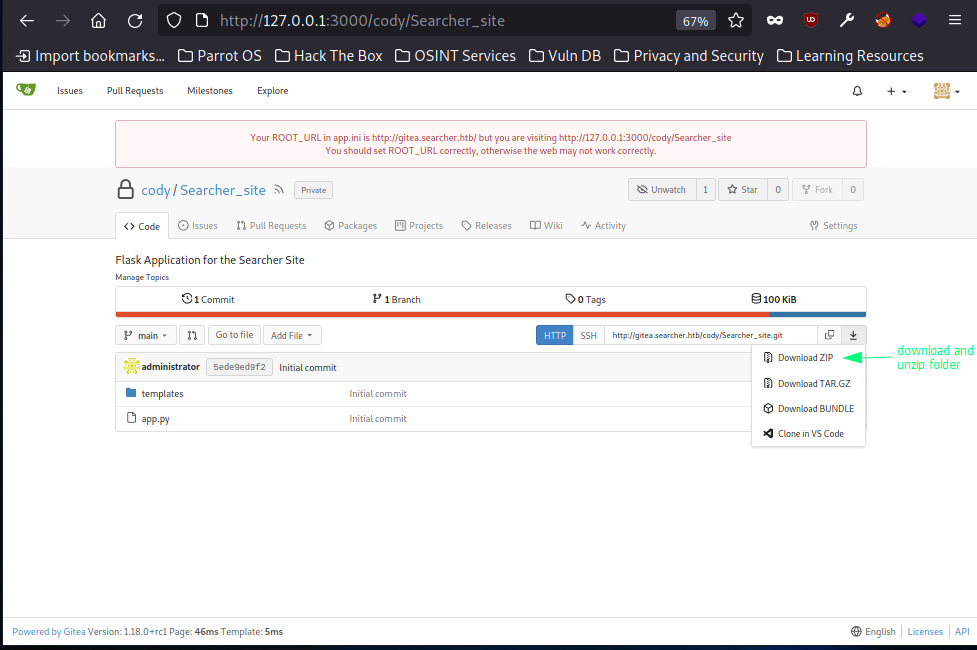 http://127.0.0.1:3000/cody/Searcher_site 67%
Import bookmarks... Parrot OS Hack The Box OSINT Services Vuln DB Privacy and Security Learning Resources
Issues Pull Requests Milestones Explore
Your ROOT_URL in app.ini is http://gitea.searcher.htb/ but you are visiting http://127.0.0.1:3000/cody/Searcher_site
You should set ROOT_URL correctly, otherwise the web may not work correctly.
cody / Searcher_site Private Unwatch 1 Star 0 Fork 0
Code Issues Pull Requests Packages Projects Releases Wiki Activity Settings
Flask Application for the Searcher Site
Manage Topics
1 Commit 1 Branch 0 Tags 100 KiB
main Go to file Add File HTTP SSH http://gitea.searcher.htb/cody/Searcher_site.git
administrator 5ede9ed9f2 Initial commit
templates Initial commit
app.py Initial commit
Download ZIP
Download TAR.GZ
Download BUNDLE
Clone in VS Code
download and
unzip folder
Powered by Gitea Version: 1.18.0+rc1 Page: 46ms Template: 5ms English Licenses API